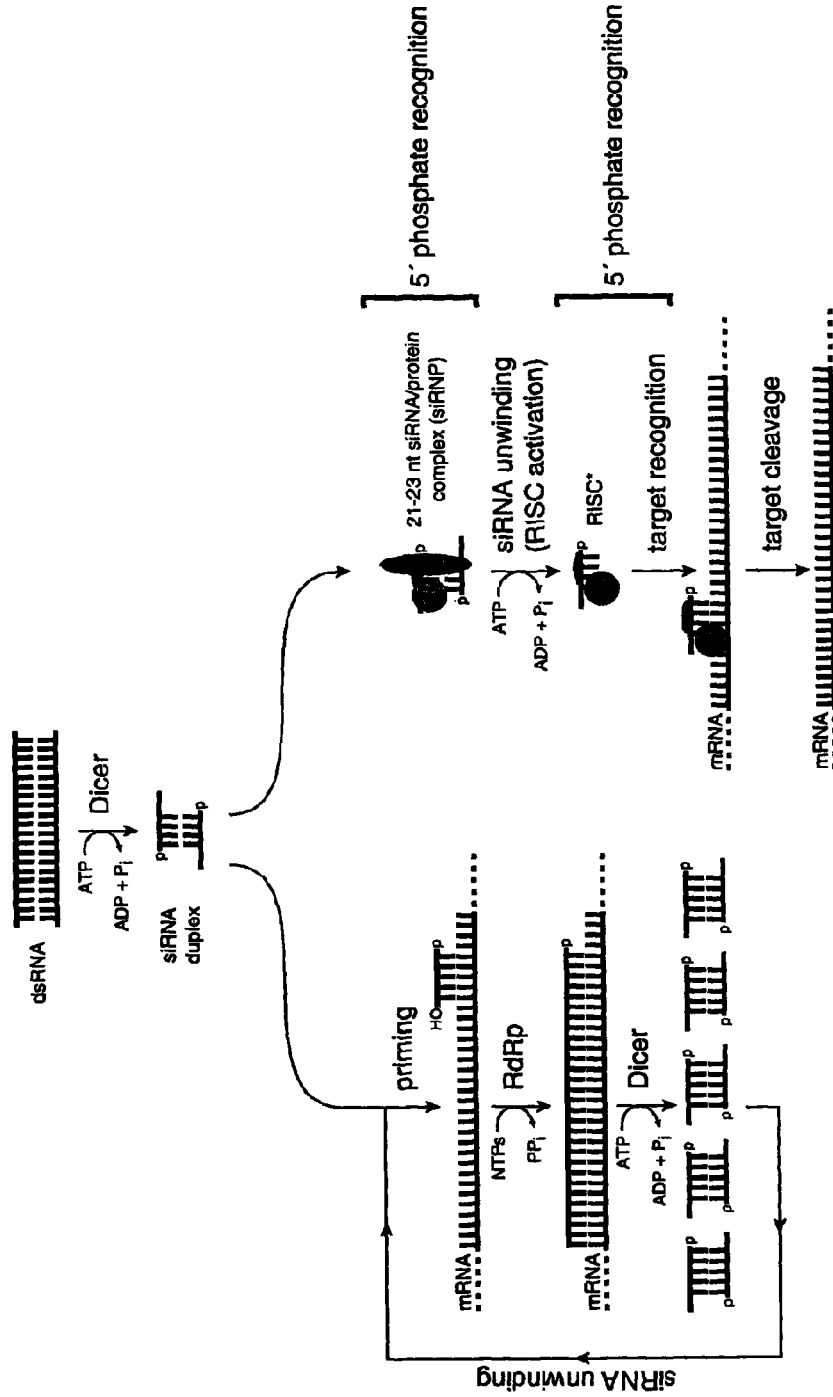 dsRNA
ATP
Dicer
ADP + Pi
siRNA
duplex
p
p
priming
HO
p
mRNA
NTPs
RdRp
PPi
p
mRNA
ATP
Dicer
ADP + Pi
p
p
p
p
p
p
p
p
p
p
siRNA unwinding
21-23 nt siRNA/protein
complex (siRNP)
p
p
5´ phosphate recognition
ATP
siRNA unwinding
(RISC activation)
ADP + Pi
p
RISC*
5´ phosphate recognition
target recognition
p
mRNA
target cleavage
mRNA